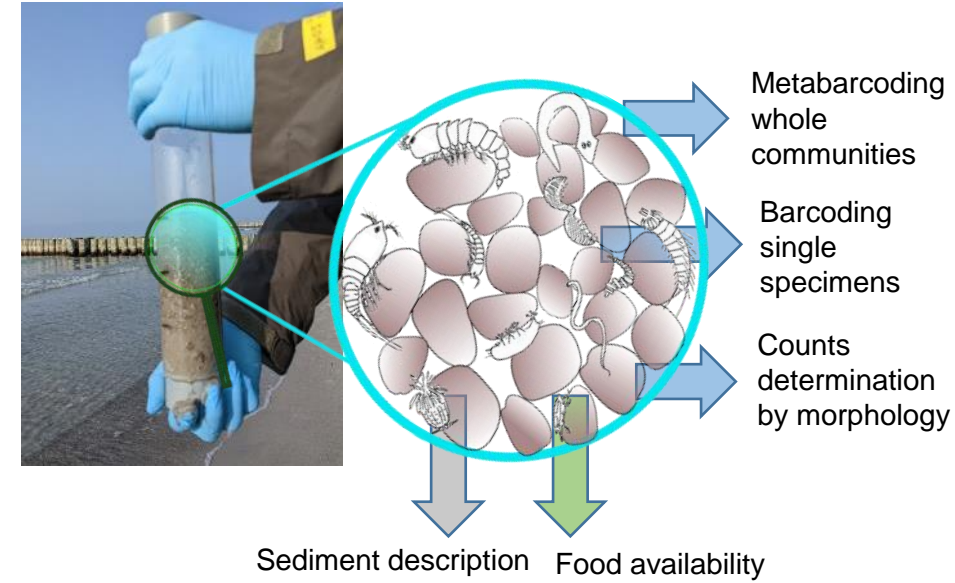 Metabarcoding
whole
communities
Barcoding
single
specimens
Counts
determination
by morphology
Sediment description
Food availability